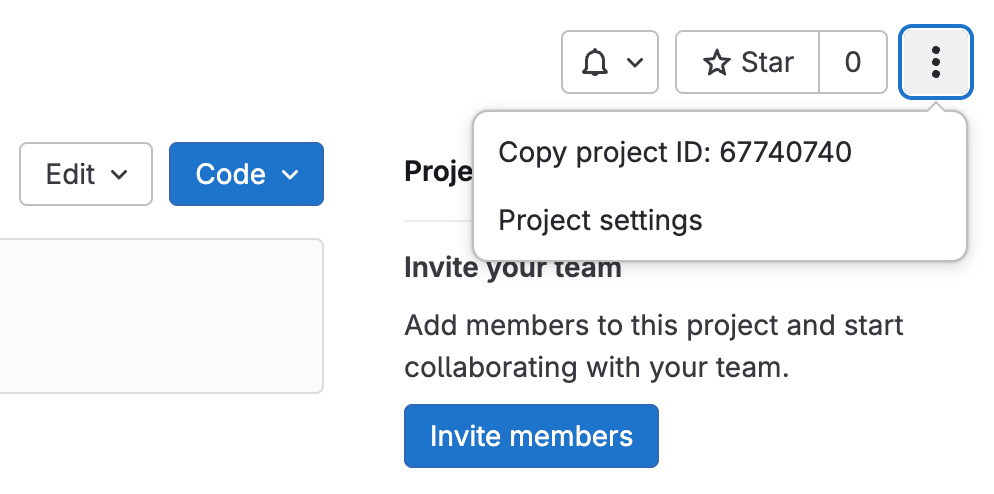 Star 0
Copy project ID: 67740740
Project settings
Edit Code
Invite your team
Add members to this project and start
collaborating with your team.
Invite members